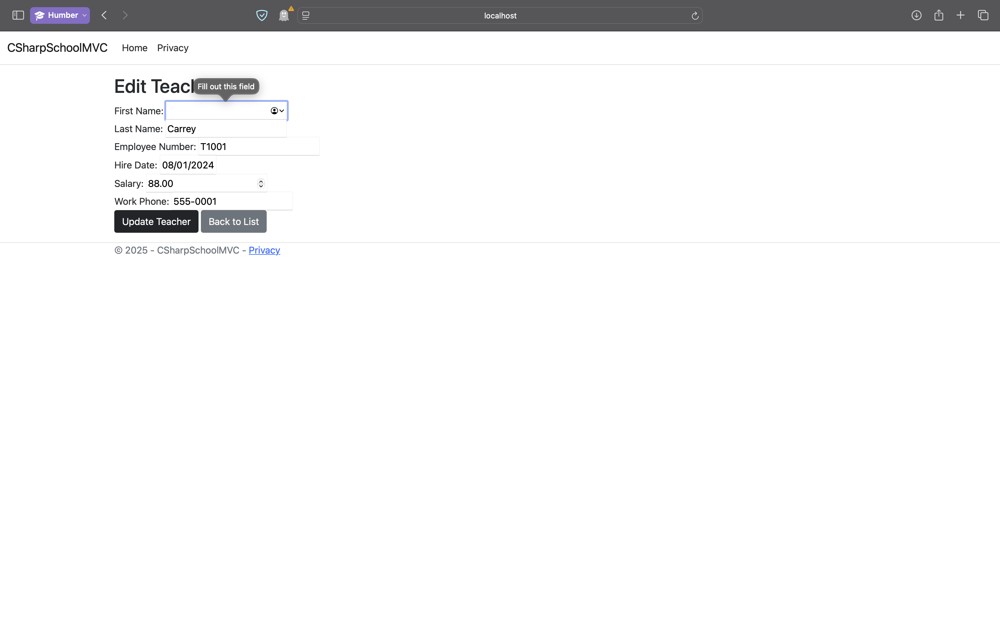 Humber
localhost
CSharpSchoolMVC Home Privacy
Edit Teac
Fill out this field
First Name:
Last Name: Carrey
Employee Number: T1001
Hire Date: 08/01/2024
Salary: 88.00
Work Phone: 555-0001
Update Teacher Back to List
© 2025 - CSharpSchoolMVC - Privacy